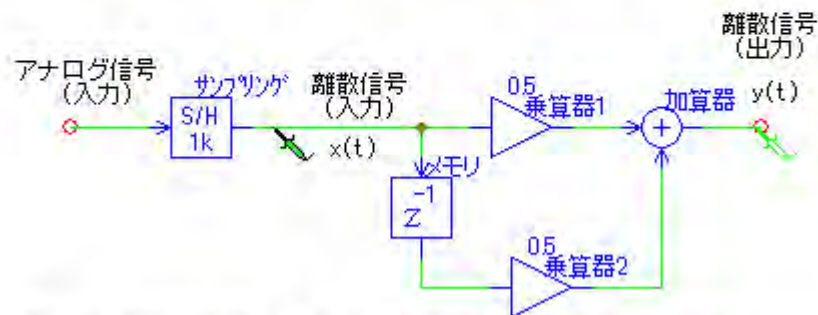 アナログ信号
(入力)
サンプリング
S/H
1k
離散信号
(入力)
x(t)
メモリ
-1
Z
0.5
乗算器1
0.5
乗算器2
加算器
+
離散信号
(出力)
y(t)